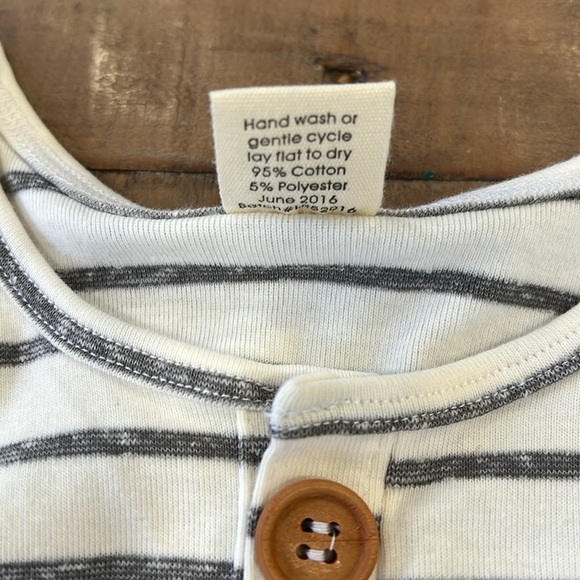 Hand wash or
gentle cycle
lay flat to dry
95% Cotton
5% Polyester
June 2016